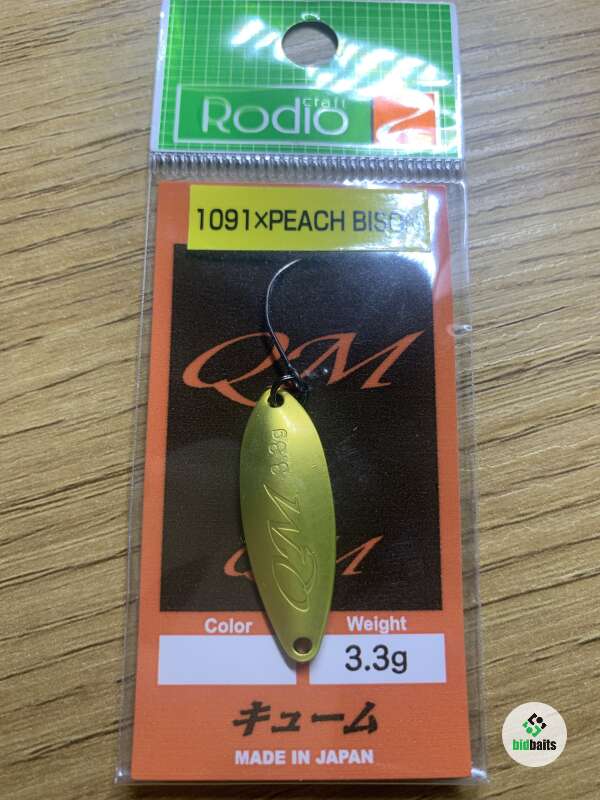 craft
Rodio
1091×PEACH BISON
QM
3.3g
QM
QM
Color
Weight
3.3g
キューム
MADE IN JAPAN
bidbaits